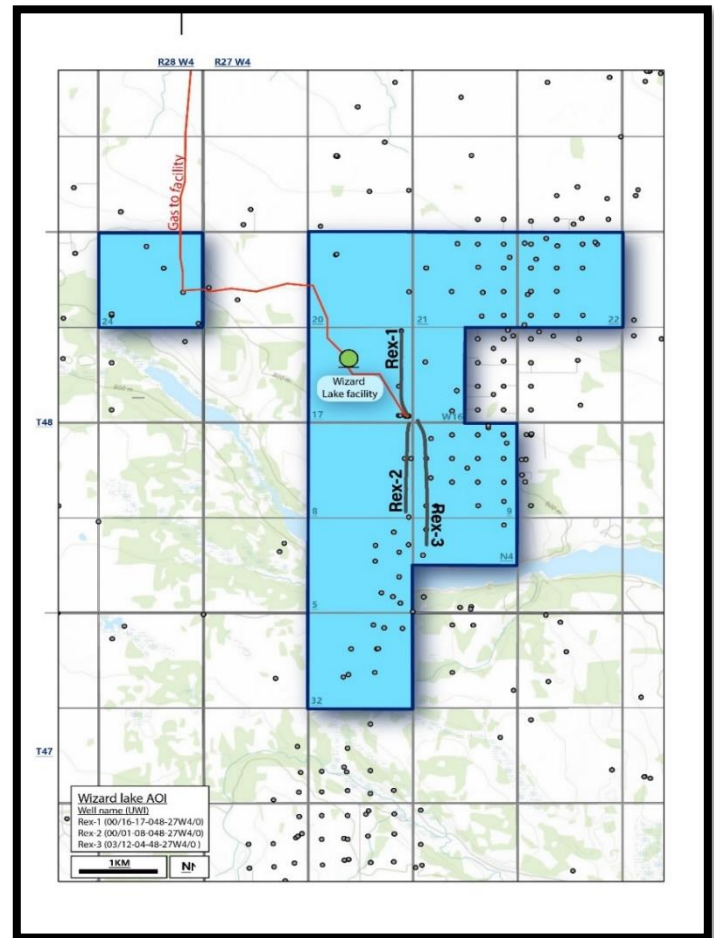 R28 W4 R27 W4
Gas to facility
24
20
21
22
Rex-1
Wizard
Lake facility
17
W16
T48
Rex-2
Rex-3
8
9
N4
5
32
T47
Wizard lake AOI
Well name (UWI)
Rex-1 (00/16-17-048-27W4/0)
Rex-2 (00/01-08-048-27W4/0)
Rex-3 (03/12-04-48-27W4/0 )
1KM
N